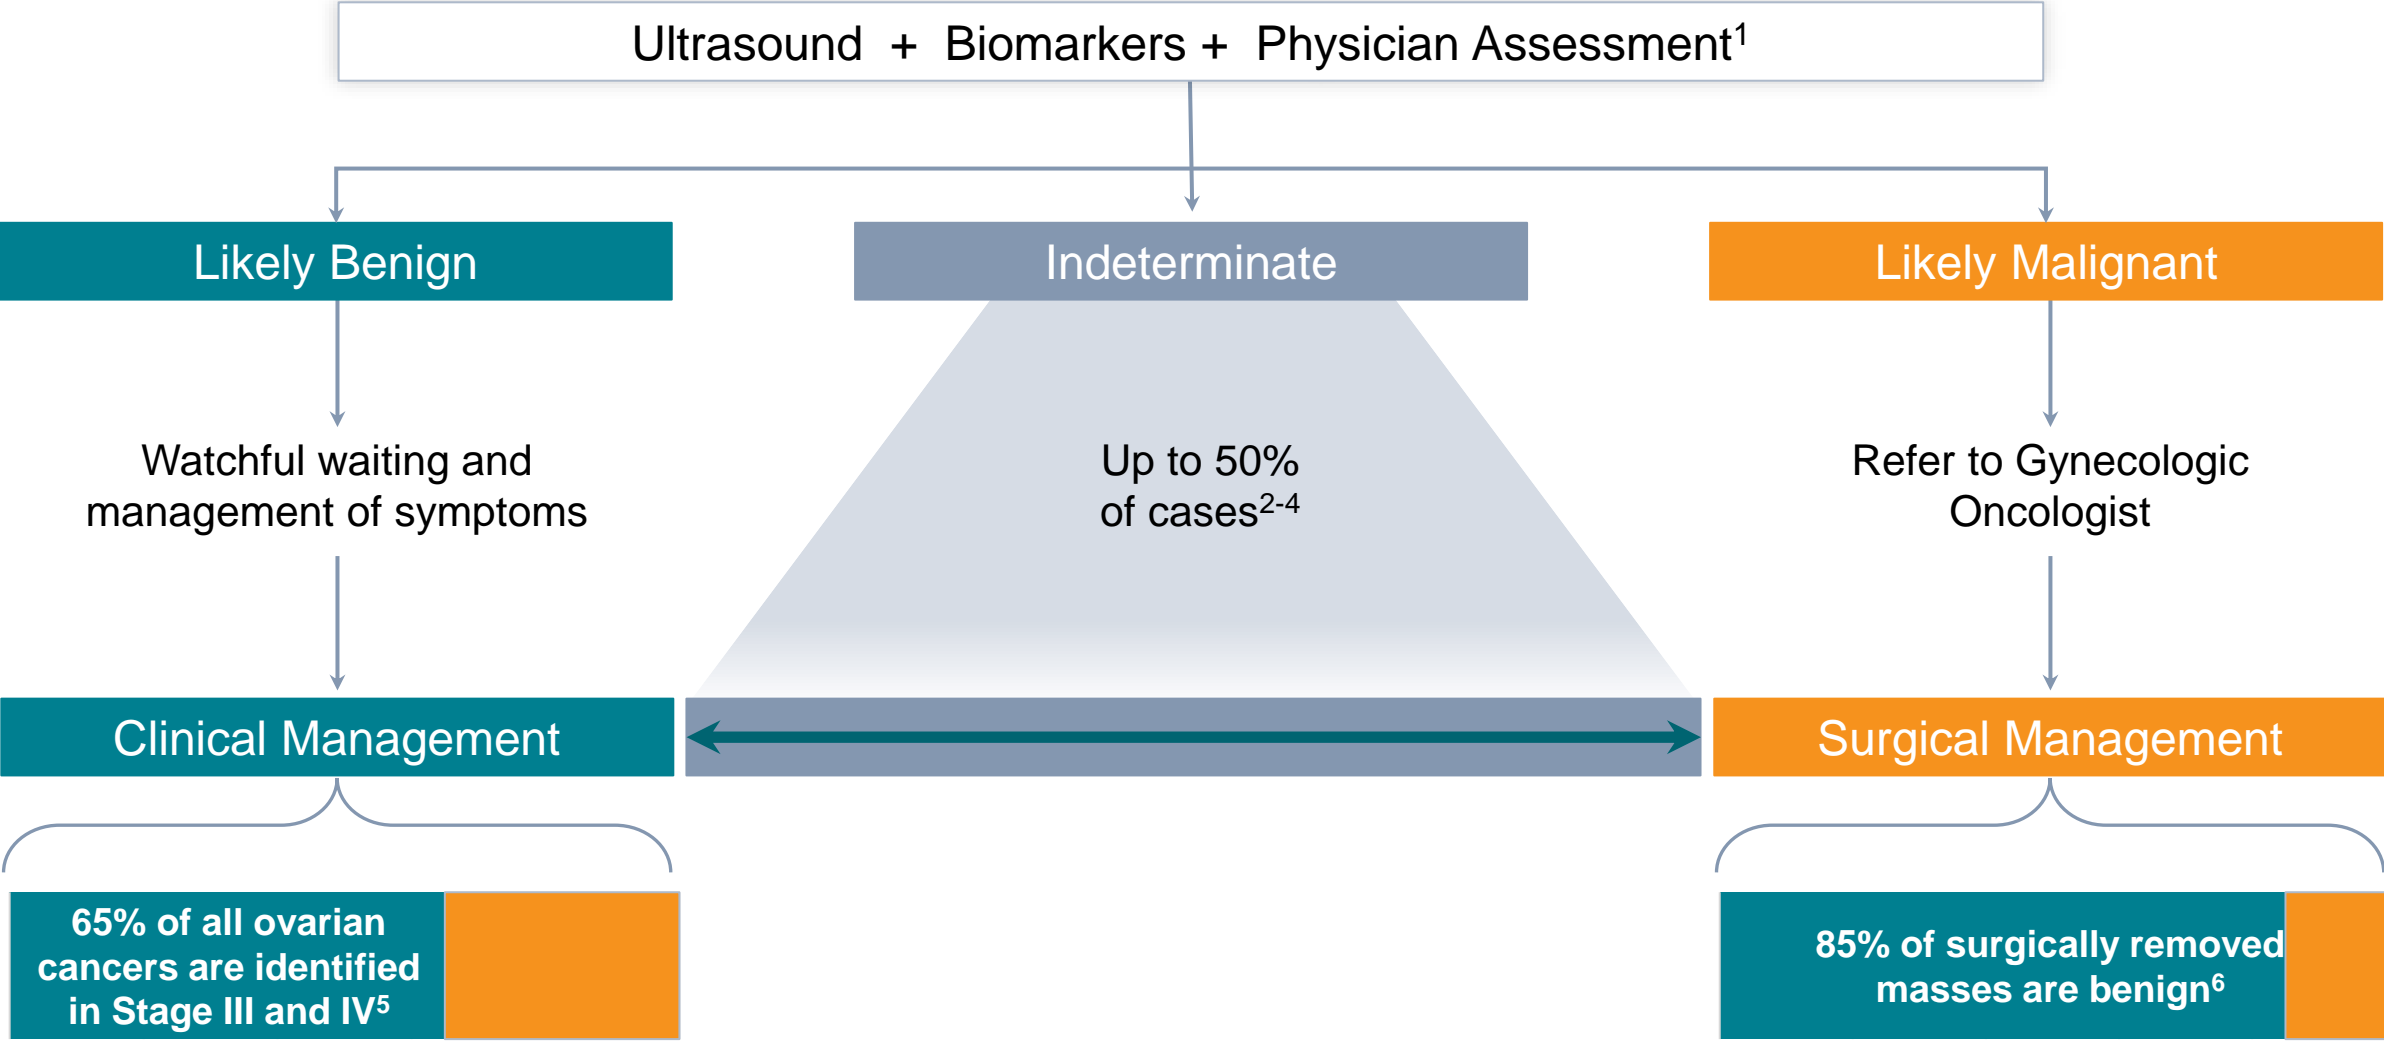 Ultrasound + Biomarkers + Physician Assessment¹
Likely Benign
Indeterminate
Likely Malignant
Watchful waiting and
management of symptoms
Up to 50%
of cases²⁻⁴
Refer to Gynecologic
Oncologist
Clinical Management
Surgical Management
65% of all ovarian
cancers are identified
in Stage III and IV⁵
85% of surgically removed
masses are benign⁶